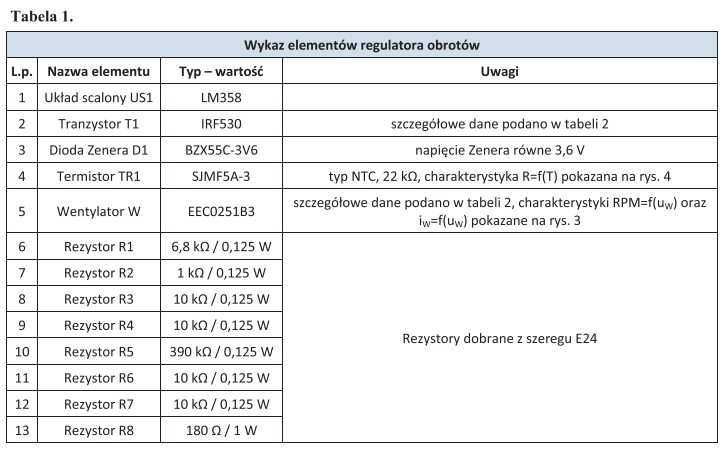 Tabela 1.
Wykaz elementów regulatora obrotów
L.p. Nazwa elementu Typ – wartość Uwagi
1 Układ scalony US1 LM358
2 Tranzystor T1 IRF530 szczegółowe dane podano w tabeli 2
3 Dioda Zenera D1 BZX55C-3V6 napięcie Zenera równe 3,6 V
4 Termistor TR1 SJMF5A-3 typ NTC, 22 kΩ, charakterystyka R=f(T) pokazana na rys. 4
5 Wentylator W EEC0251B3 szczegółowe dane podano w tabeli 2, charakterystyki RPM=f(uW) oraz
iW=f(uW) pokazane na rys. 3
6 Rezystor R1 6,8 kΩ / 0,125 W
7 Rezystor R2 1 kΩ / 0,125 W
8 Rezystor R3 10 kΩ / 0,125 W
9 Rezystor R4 10 kΩ / 0,125 W
Rezystory dobrane z szeregu E24
10 Rezystor R5 390 kΩ / 0,125 W
11 Rezystor R6 10 kΩ / 0,125 W
12 Rezystor R7 10 kΩ / 0,125 W
13 Rezystor R8 180 Ω / 1 W